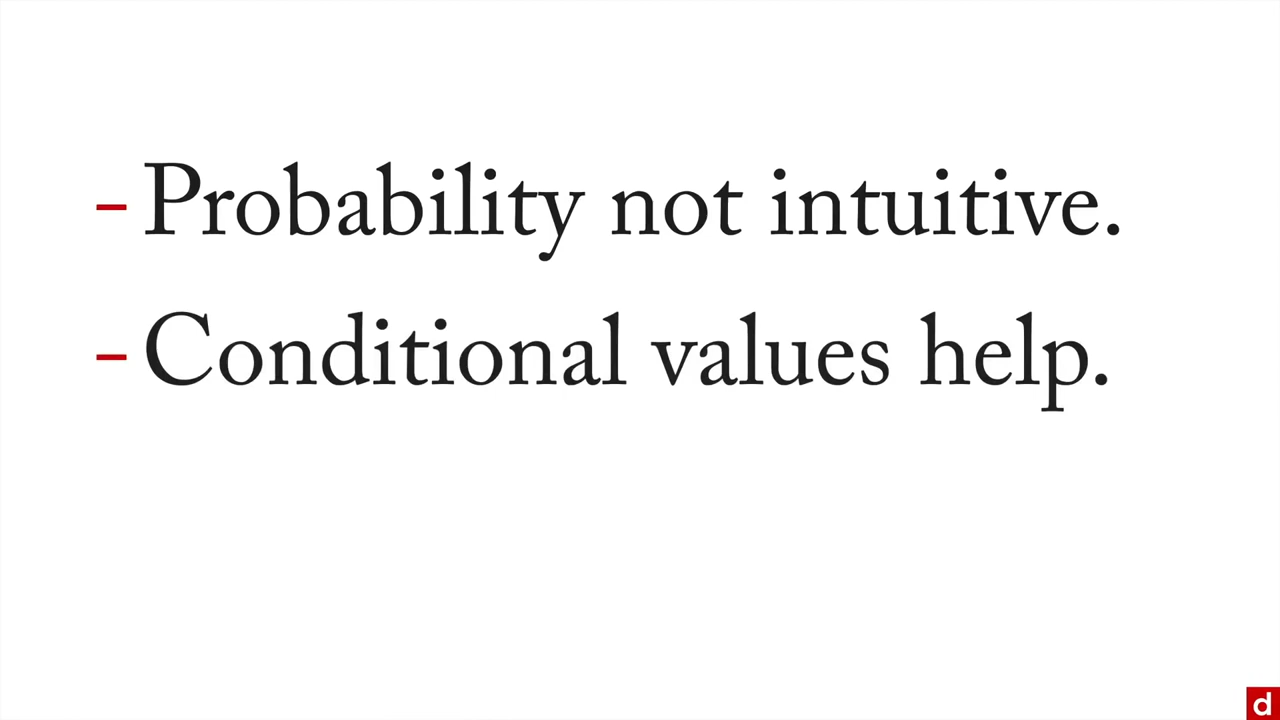 - Probability not intuitive.
- Conditional values help.
d